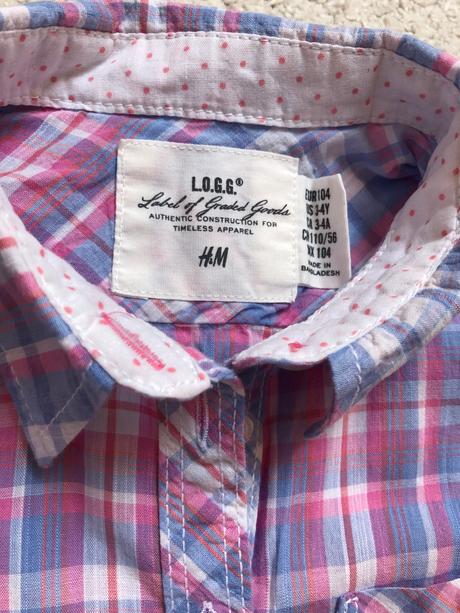 L.O.G.G.®
Label of Graded Goods
AUTHENTIC CONSTRUCTION FOR
TIMELESS APPAREL
H&M
EUR 104
US 3-4Y
CA 3-4A
CN 110/56
MX 104
MADE IN
BANGLADESH